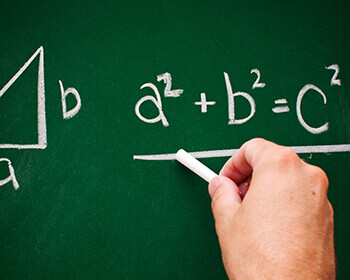 b
a
a² + b² = c²